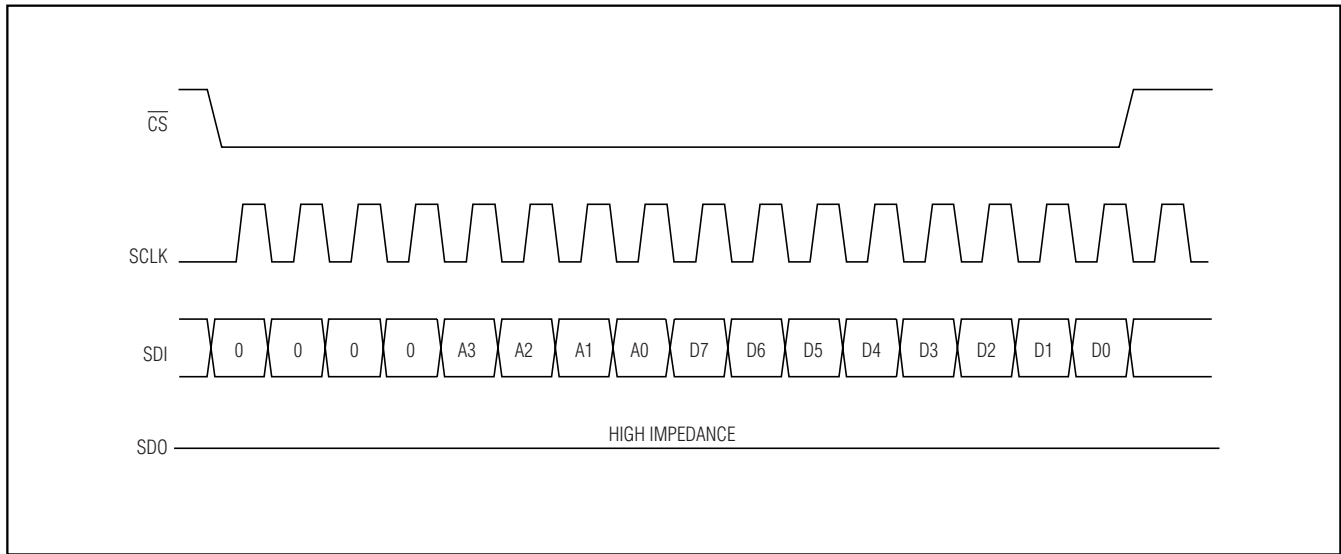 CS
SCLK
SDI 0 0 0 0 A3 A2 A1 A0 D7 D6 D5 D4 D3 D2 D1 D0
HIGH IMPEDANCE
SDO